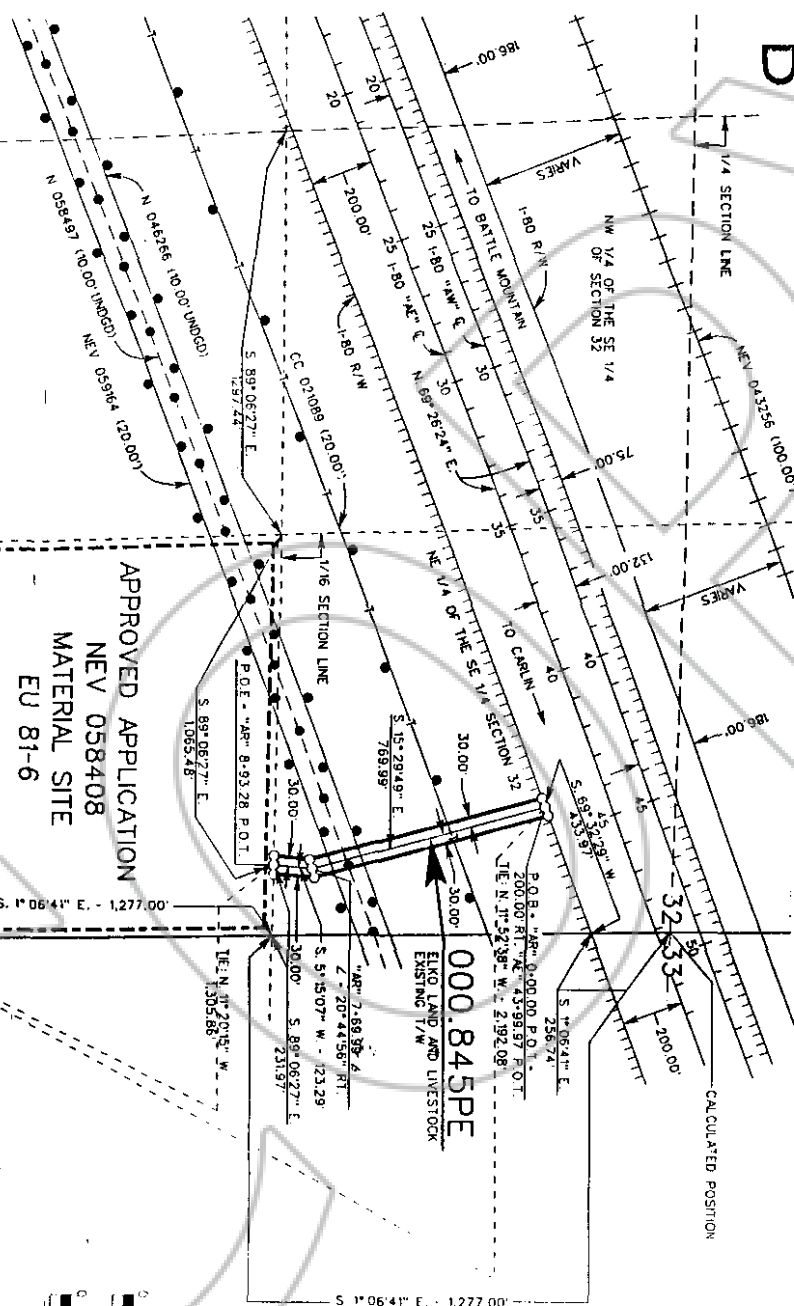 D
1/4 SECTION LINE
186.00'
VARIES
NEV 043256 (100.00')
NW 1/4 OF THE SE 1/4
OF SECTION 32
I-80 R/W
TO BATTLE MOUNTAIN
20
25 I-80 "AW" ℄
30
35
40
45
50
20
25 I-80 "AE" ℄
30
35
40
45
200.00'
I-80 R/W
N. 69° 26'24" E.
75.00'
132.00'
VARIES
186.00'
TO CARLIN
NE 1/4 OF THE SE 1/4 SECTION 32
CC 021089 (20.00')
N 046266 (10.00' UNDGD)
N 058497 (10.00' UNDGD)
NEV 059164 (20.00')
S. 89° 06'27" E.
1297.44
1/16 SECTION LINE
S. 15° 29'49" E.
769.99'
30.00'
30.00'
S. 69° 32'29" W.
433.97'
32
33
CALCULATED POSITION
200.00'
S. 1° 06'41" E.
256.74'
P.O.B. - "AR" 0+00.00 P.O.T. -
200.00' RT. "AE" 43+99.97 P.O.T.
TIE: N. 11° 52'38" W. - 2,192.08'
000.845PE
ELKO LAND AND LIVESTOCK
EXISTING T/W
"AR" 7+69.99 ∠
∠ - 20° 44'56" RT.
S. 5° 15'07" W. - 123.29'
30.00'
30.00'
S. 89° 06'27" E.
231.97'
P.O.E - "AR" 8+93.28 P.O.T.
S. 89° 06'27" E.
1,065.48'
TIE: N. 11° 20'15" W.
1,305.86'
APPROVED APPLICATION
NEV 058408
MATERIAL SITE
EU 81-6
S. 1° 06'41" E. - 1,277.00'
S 1° 06'41" E. - 1,277.00'